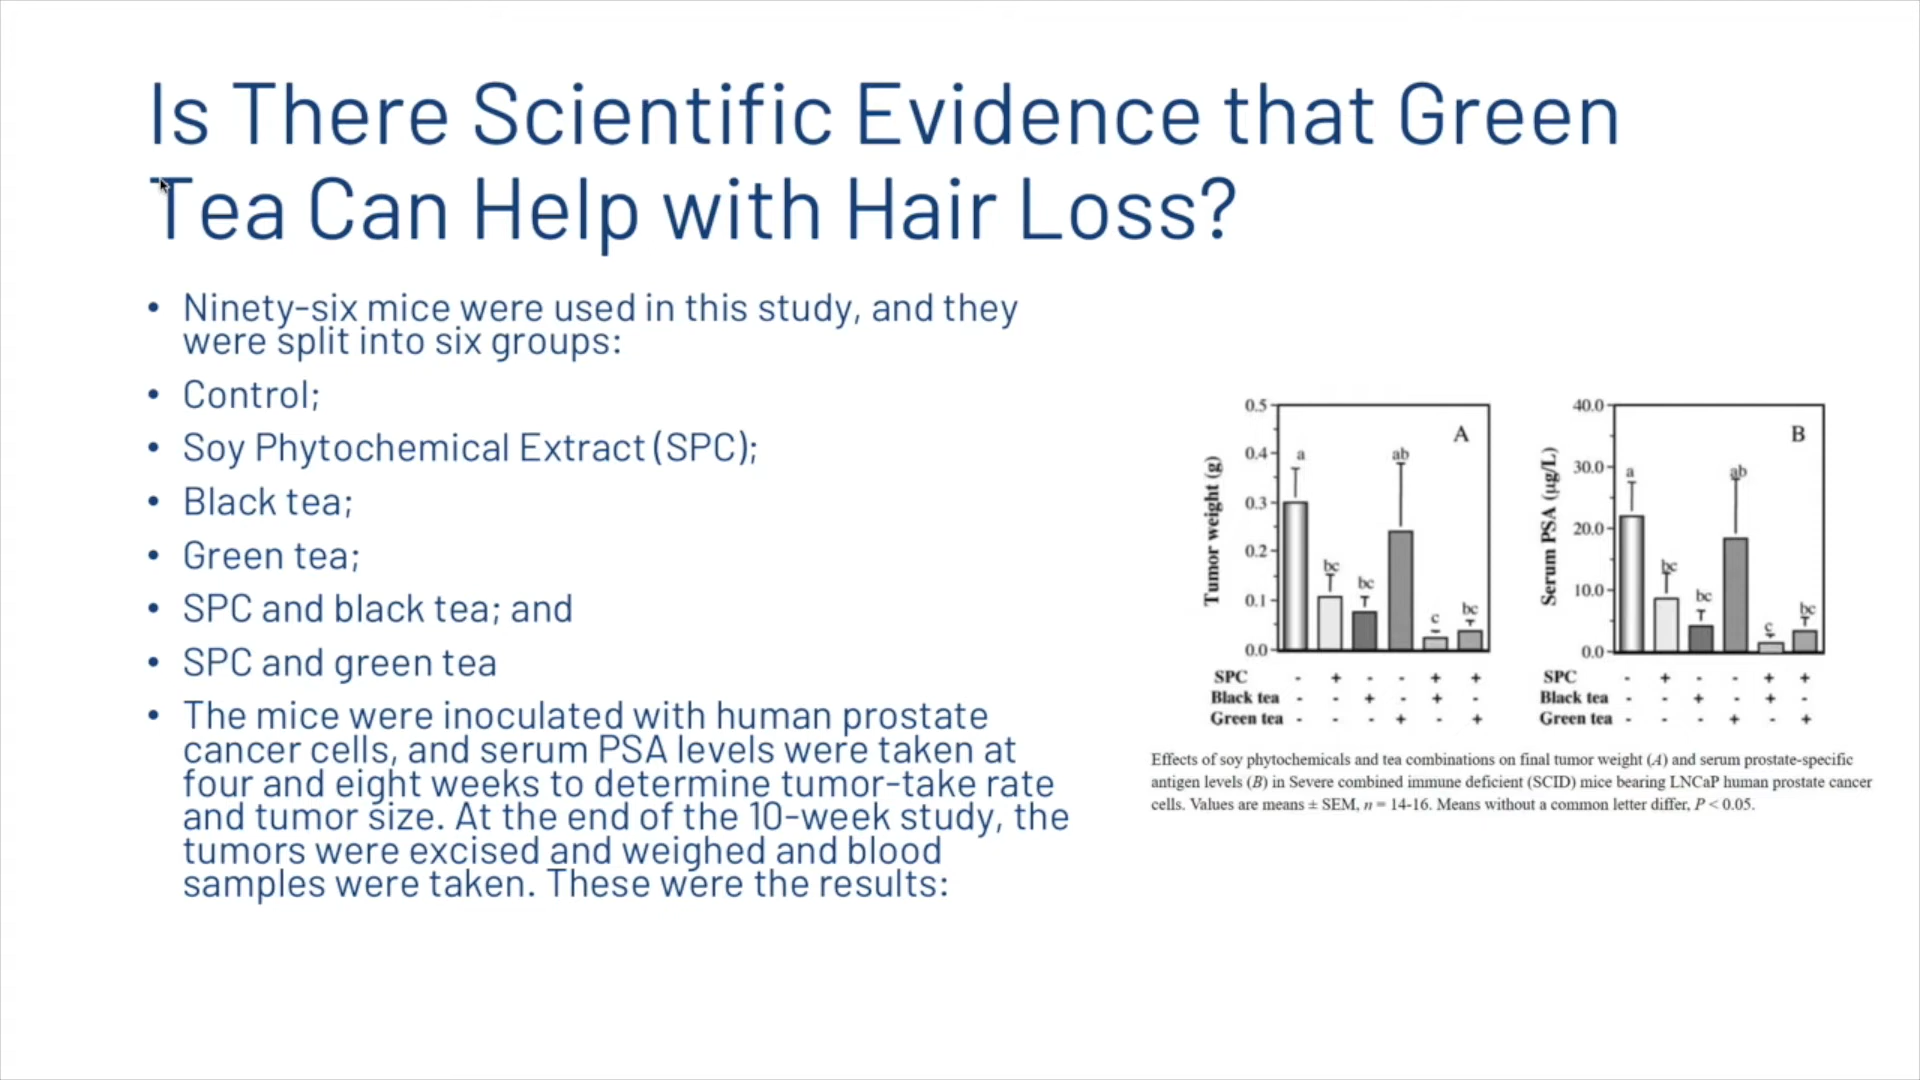 Is There Scientific Evidence that Green
Tea Can Help with Hair Loss?
• Ninety-six mice were used in this study, and they
were split into six groups:
• Control;
• Soy Phytochemical Extract (SPC);
• Black tea;
• Green tea;
• SPC and black tea; and
• SPC and green tea
• The mice were inoculated with human prostate
cancer cells, and serum PSA levels were taken at
four and eight weeks to determine tumor-take rate
and tumor size. At the end of the 10-week study, the
tumors were excised and weighed and blood
samples were taken. These were the results:
Tumor weight (g)
0.5
0.4
0.3
0.2
0.1
0.0
A
a
bc
bc
ab
c
bc
SPC - + - - + +
Black tea - - + - + -
Green tea - - - + - +
Serum PSA (µg/L)
40.0
30.0
20.0
10.0
0.0
B
a
bc
bc
ab
c
bc
SPC - + - - + +
Black tea - - + - + -
Green tea - - - + - +
Effects of soy phytochemicals and tea combinations on final tumor weight (A) and serum prostate-specific
antigen levels (B) in Severe combined immune deficient (SCID) mice bearing LNCaP human prostate cancer
cells. Values are means ± SEM, n = 14-16. Means without a common letter differ, P < 0.05.